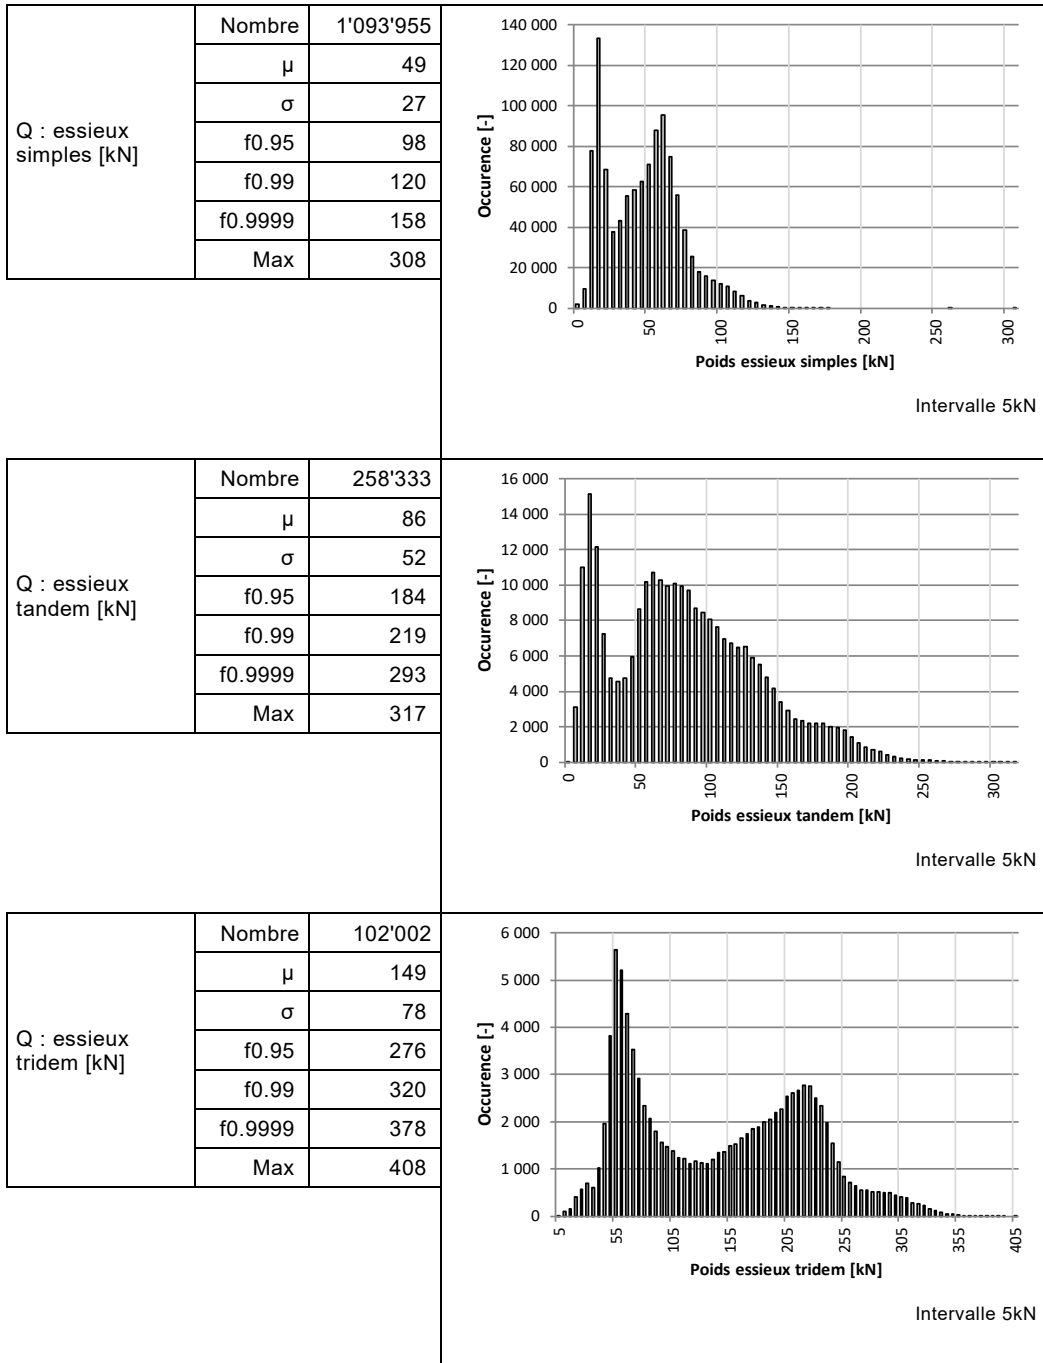 Q : essieux
simples [kN]
Nombre 1'093'955
μ 49
σ 27
f0.95 98
f0.99 120
f0.9999 158
Max 308
Occurence [-]
140 000
120 000
100 000
80 000
60 000
40 000
20 000
0
0 50 100 150 200 250 300
Poids essieux simples [kN]
Intervalle 5kN
Q : essieux
tandem [kN]
Nombre 258'333
μ 86
σ 52
f0.95 184
f0.99 219
f0.9999 293
Max 317
Occurence [-]
16 000
14 000
12 000
10 000
8 000
6 000
4 000
2 000
0
0 50 100 150 200 250 300
Poids essieux tandem [kN]
Intervalle 5kN
Q : essieux
tridem [kN]
Nombre 102'002
μ 149
σ 78
f0.95 276
f0.99 320
f0.9999 378
Max 408
Occurence [-]
6 000
5 000
4 000
3 000
2 000
1 000
0
5 55 105 155 205 255 305 355 405
Poids essieux tridem [kN]
Intervalle 5kN